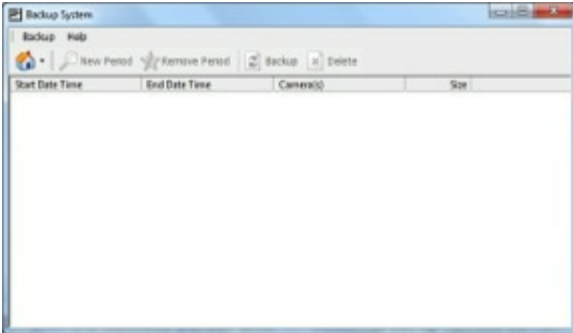 Backup System
Backup Help
New Period Remove Period Backup Delete
Start Date Time End Date Time Camera(s) Size